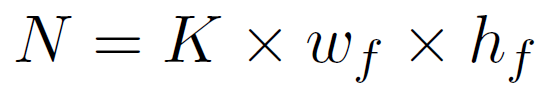 N = K × w_f × h_f